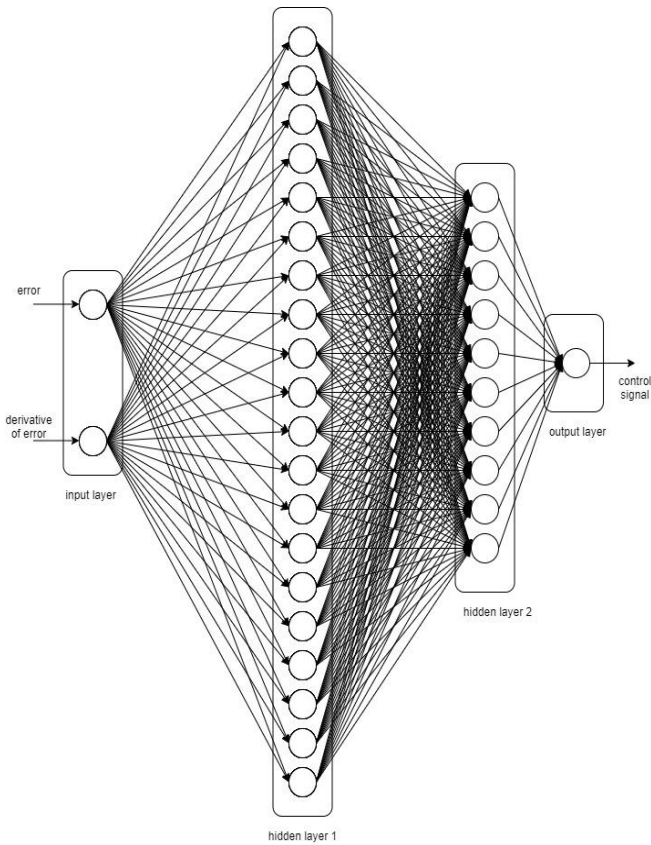 error
derivative
of error
input layer
hidden layer 1
hidden layer 2
output layer
control
signal